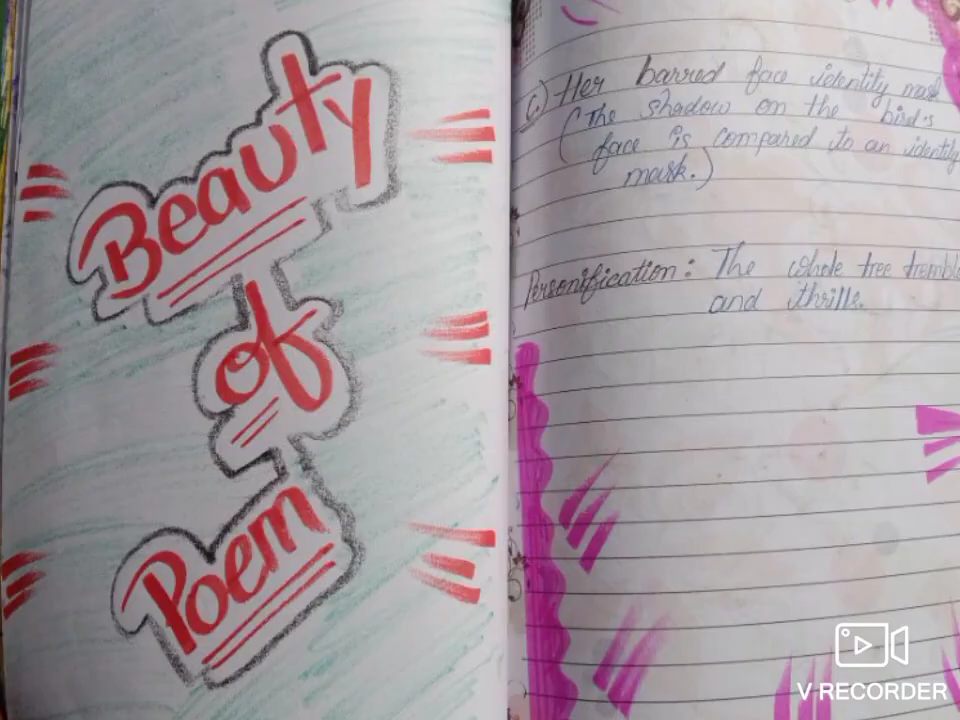 Beauty
of
Poem
c) Her barred face identity mask
(The shadow on the bird's
face is compared to an identity
mask.)
Personification: The whole tree trembles
and thrills.
V RECORDER